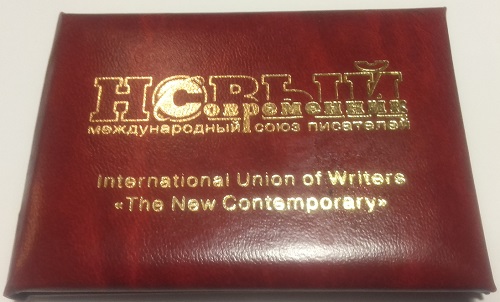 НОВЫЙ
Современник
международный союз писателей
International Union of Writers
«The New Contemporary»